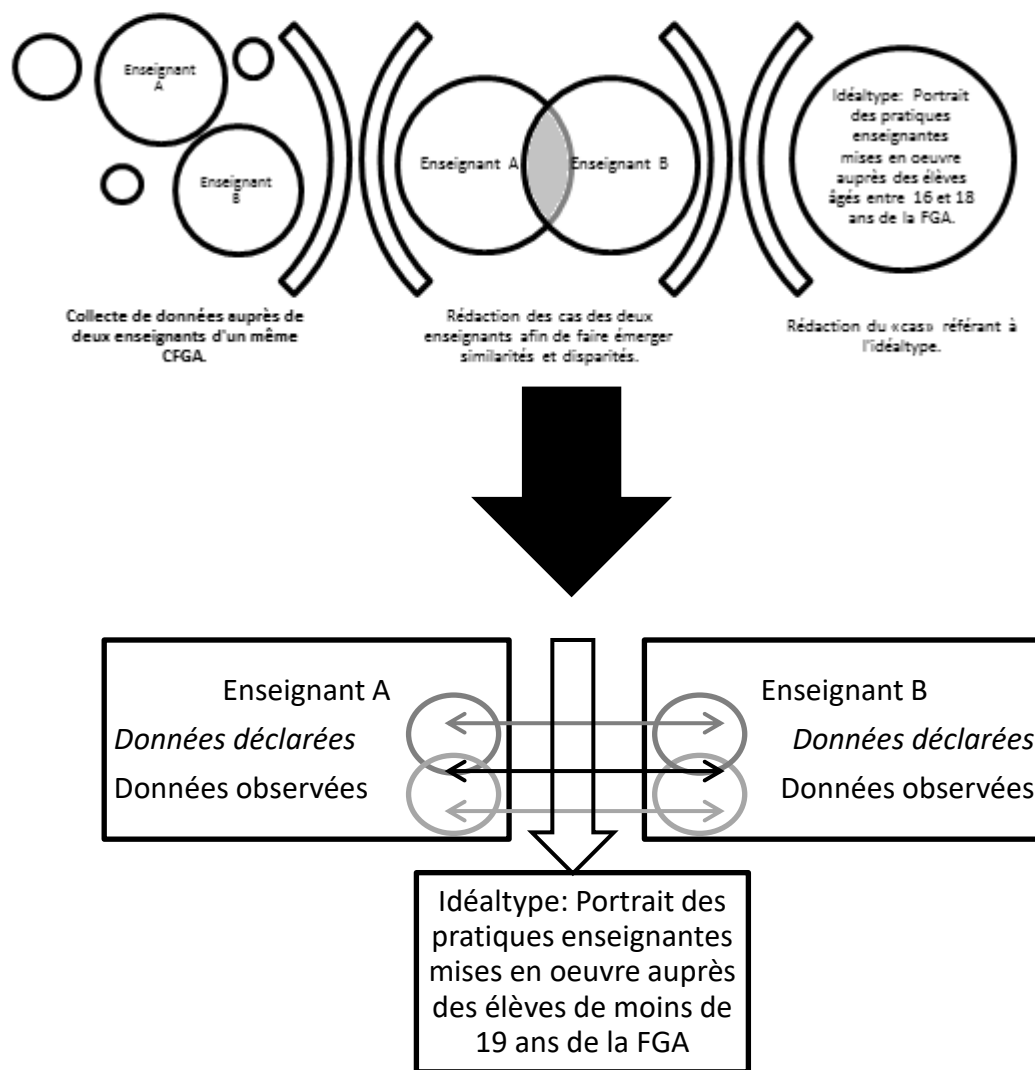 Enseignant
A
Enseignant
B
Collecte de données auprès de
deux enseignants d'un même
CFGA.
Enseignant A
Enseignant B
Rédaction des cas des deux
enseignants afin de faire émerger
similarités et disparités.
Idéaltype: Portrait
des pratiques
enseignantes
mises en oeuvre
auprès des élèves
âgés entre 16 et 18
ans de la FGA.
Rédaction du «cas» référant à
l'idéaltype.
Enseignant A
Données déclarées
Données observées
Enseignant B
Données déclarées
Données observées
Idéaltype: Portrait des
pratiques enseignantes
mises en oeuvre auprès
des élèves de moins de
19 ans de la FGA